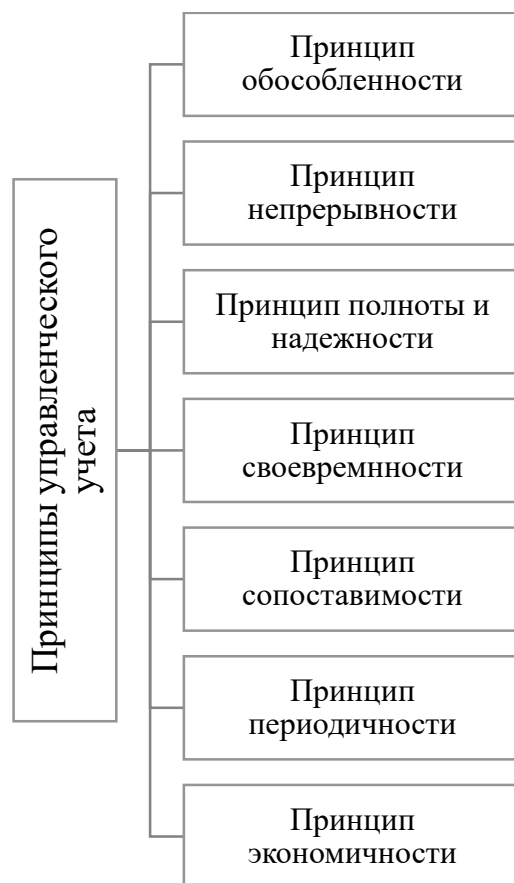 Принципы управленческого
учета
Принцип
обособленности
Принцип
непрерывности
Принцип полноты и
надежности
Принцип
своевремнности
Принцип
сопоставимости
Принцип
периодичности
Принцип
экономичности